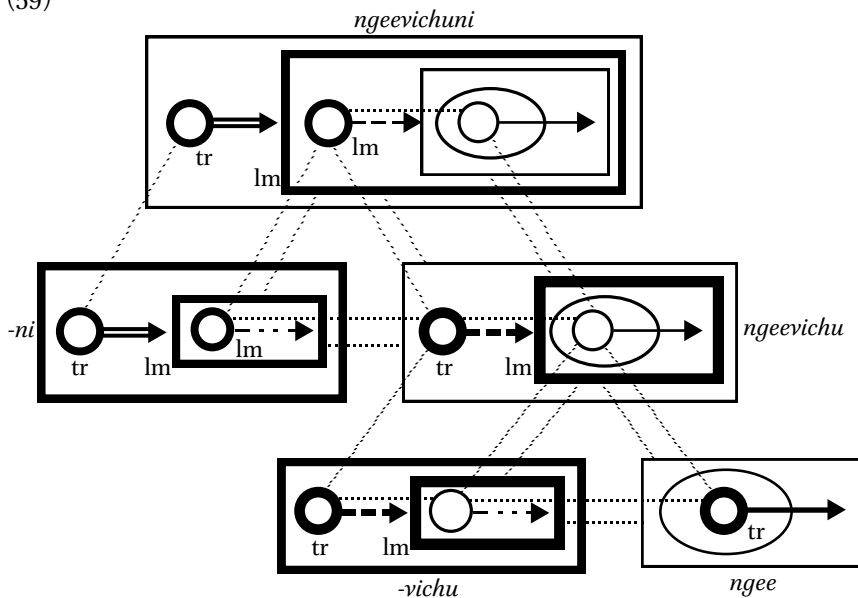 (59)
ngeevichuni
tr
lm
lm
-ni
tr
lm
lm
tr
lm
ngeevichu
tr
lm
tr
-vichu
ngee